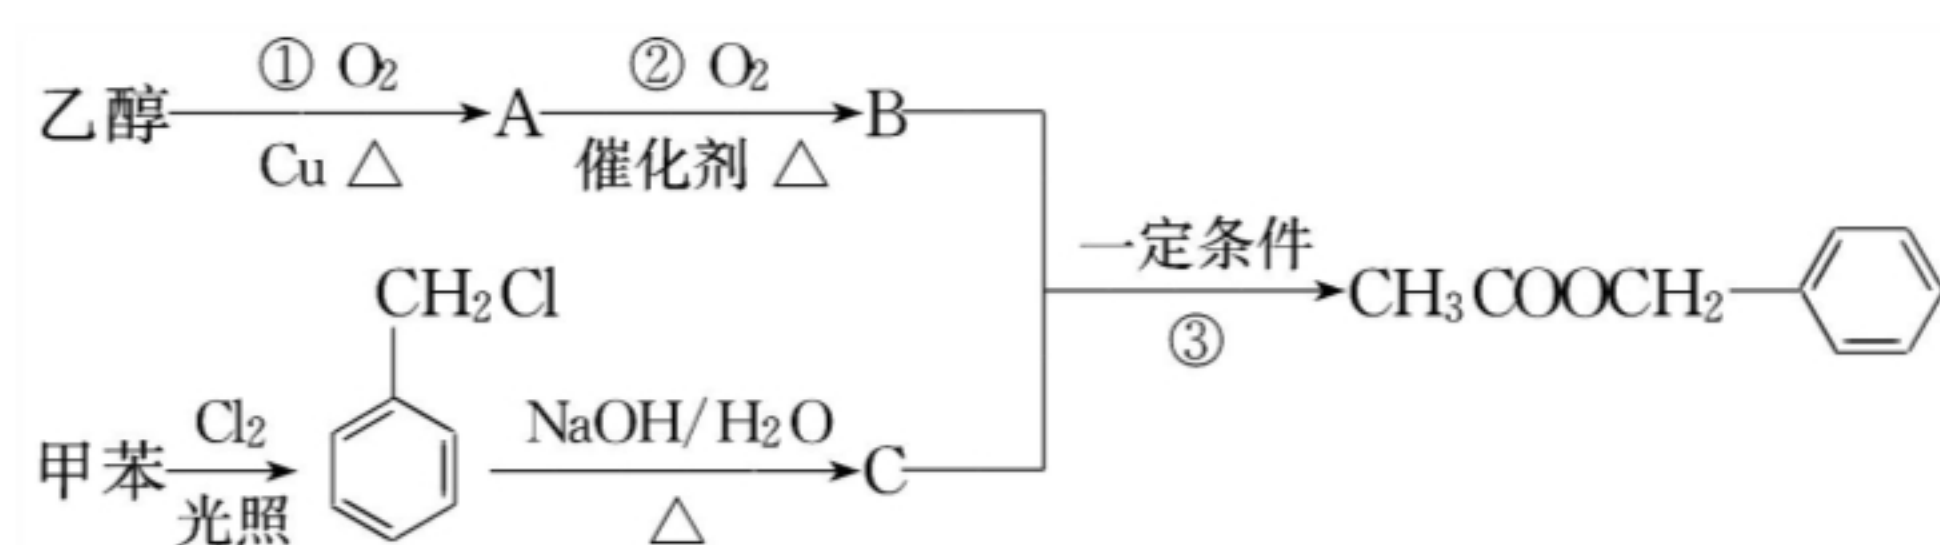 ① O₂ ② O₂
乙醇 A B
Cu △ 催化剂 △
一定条件
CH₂Cl CH₃COOCH₂
③
Cl₂ NaOH/H₂O
甲苯 C
光照 △